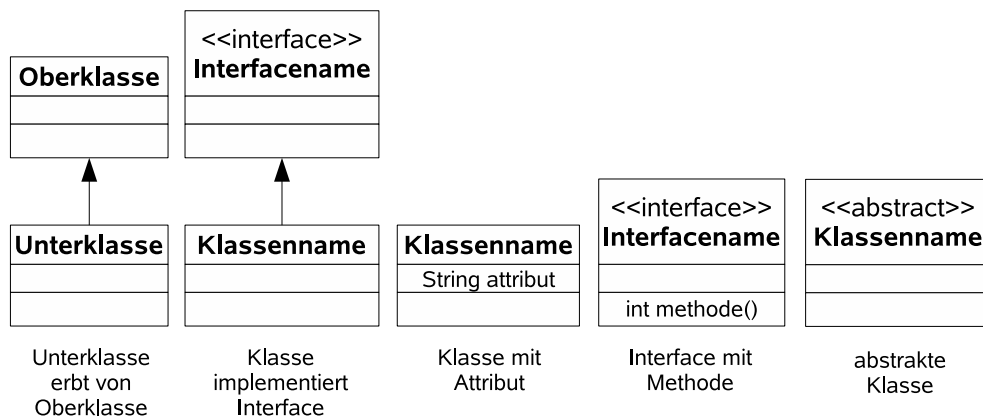 Oberklasse
<<interface>>
Interfacename
Unterklasse
Klassenname
Klassenname
String attribut
<<interface>>
Interfacename
int methode()
<<abstract>>
Klassenname
Unterklasse
erbt von
Oberklasse
Klasse
implementiert
Interface
Klasse mit
Attribut
Interface mit
Methode
abstrakte
Klasse